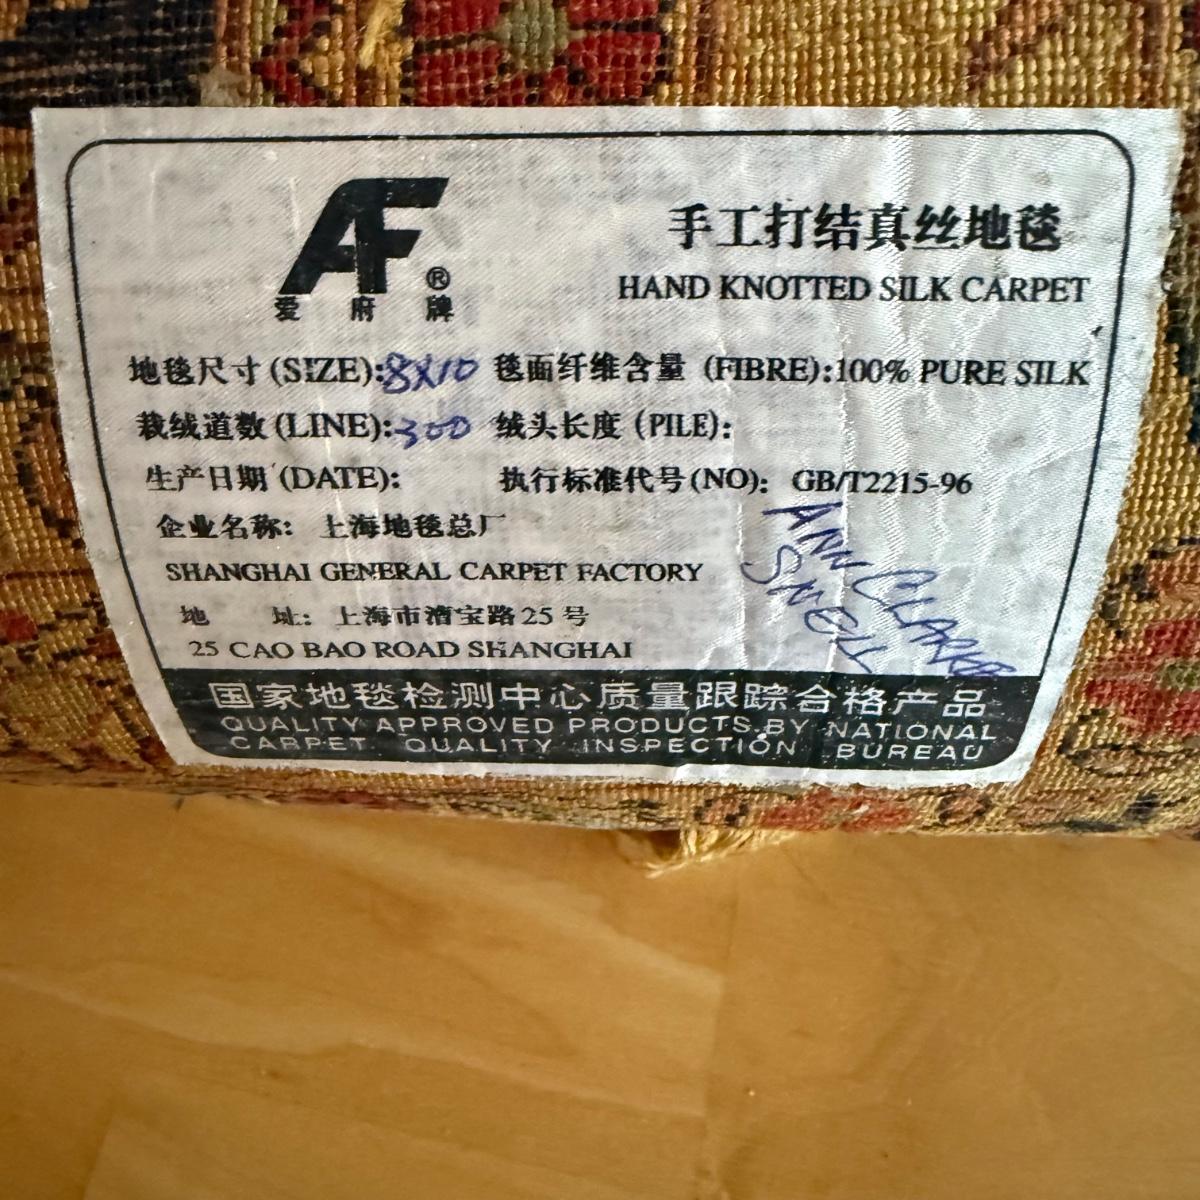 AF®
爱府牌
手工打结真丝地毯
HAND KNOTTED SILK CARPET
地毯尺寸(SIZE):8X10 毯面纤维含量 (FIBRE):100% PURE SILK
裁绒道数(LINE):300 绒头长度 (PILE):
生产日期(DATE): 执行标准代号(NO): GB/T2215-96
企业名称: 上海地毯总厂
SHANGHAI GENERAL CARPET FACTORY
地 址: 上海市漕宝路25号
25 CAO BAO ROAD SHANGHAI
ANN CLARKE
SNELL
国家地毯检测中心质量跟踪合格产品
QUALITY APPROVED PRODUCTS BY NATIONAL
CARPET QUALITY INSPECTION BUREAU